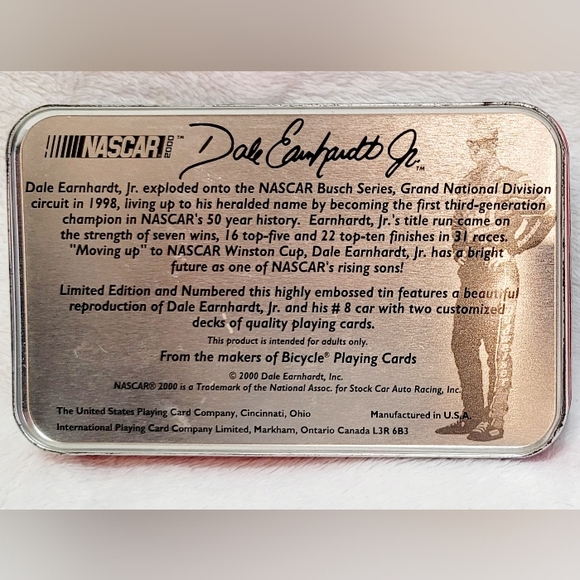 NASCAR 2000 ™ Dale Earnhardt Jr.™
Dale Earnhardt, Jr. exploded onto the NASCAR Busch Series, Grand National Division
circuit in 1998, living up to his heralded name by becoming the first third-generation
champion in NASCAR's 50 year history. Earnhardt, Jr.'s title run came on
the strength of seven wins, 16 top-five and 22 top-ten finishes in 31 races.
"Moving up" to NASCAR Winston Cup, Dale Earnhardt, Jr. has a bright
future as one of NASCAR's rising sons!
Limited Edition and Numbered this highly embossed tin features a beautiful
reproduction of Dale Earnhardt, Jr. and his # 8 car with two customized
decks of quality playing cards.
This product is intended for adults only.
From the makers of Bicycle® Playing Cards
© 2000 Dale Earnhardt, Inc.
NASCAR® 2000 is a Trademark of the National Assoc. for Stock Car Auto Racing, Inc.
The United States Playing Card Company, Cincinnati, Ohio Manufactured in U.S.A.
International Playing Card Company Limited, Markham, Ontario Canada L3R 6B3